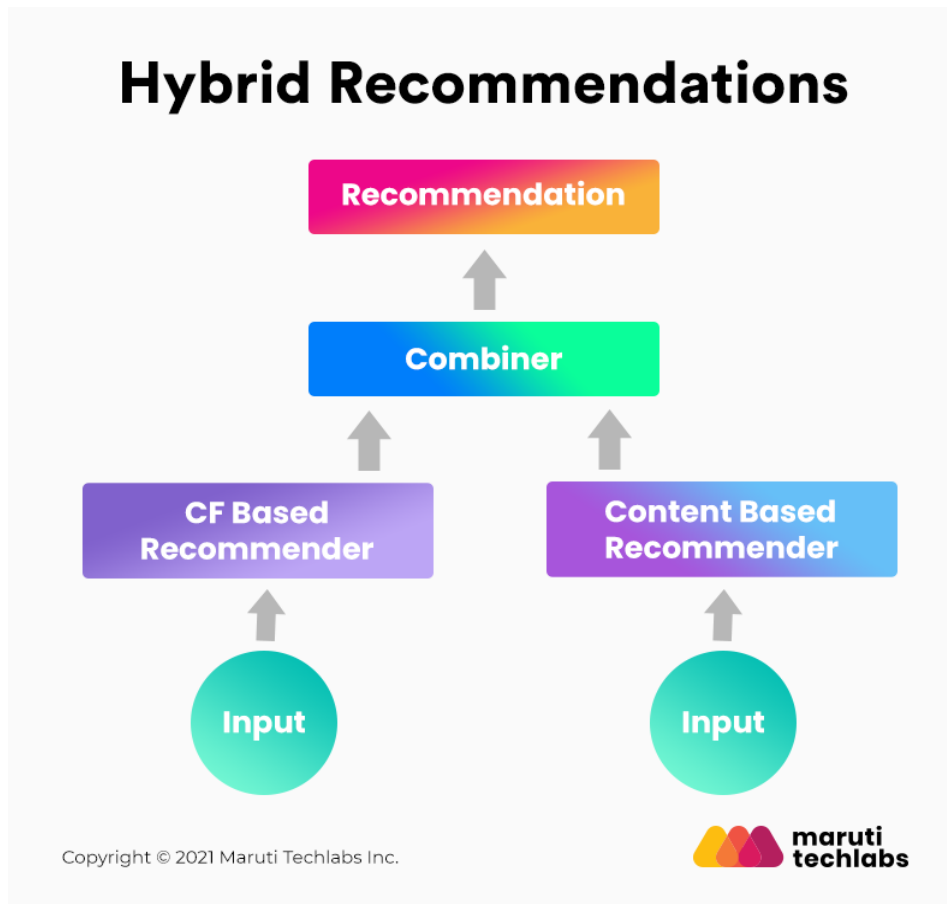 Hybrid Recommendations
Recommendation
Combiner
CF Based
Recommender
Content Based
Recommender
Input
Input
Copyright © 2021 Maruti Techlabs Inc.
maruti
techlabs